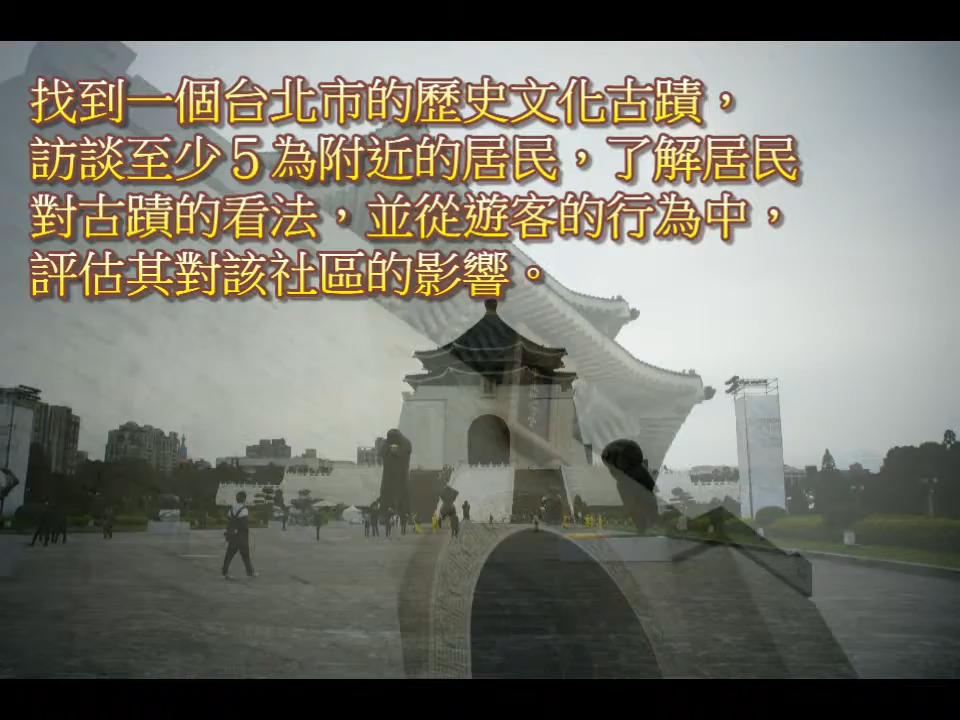 找到一個台北市的歷史文化古蹟，
訪談至少５為附近的居民，了解居民
對古蹟的看法，並從遊客的行為中，
評估其對該社區的影響。